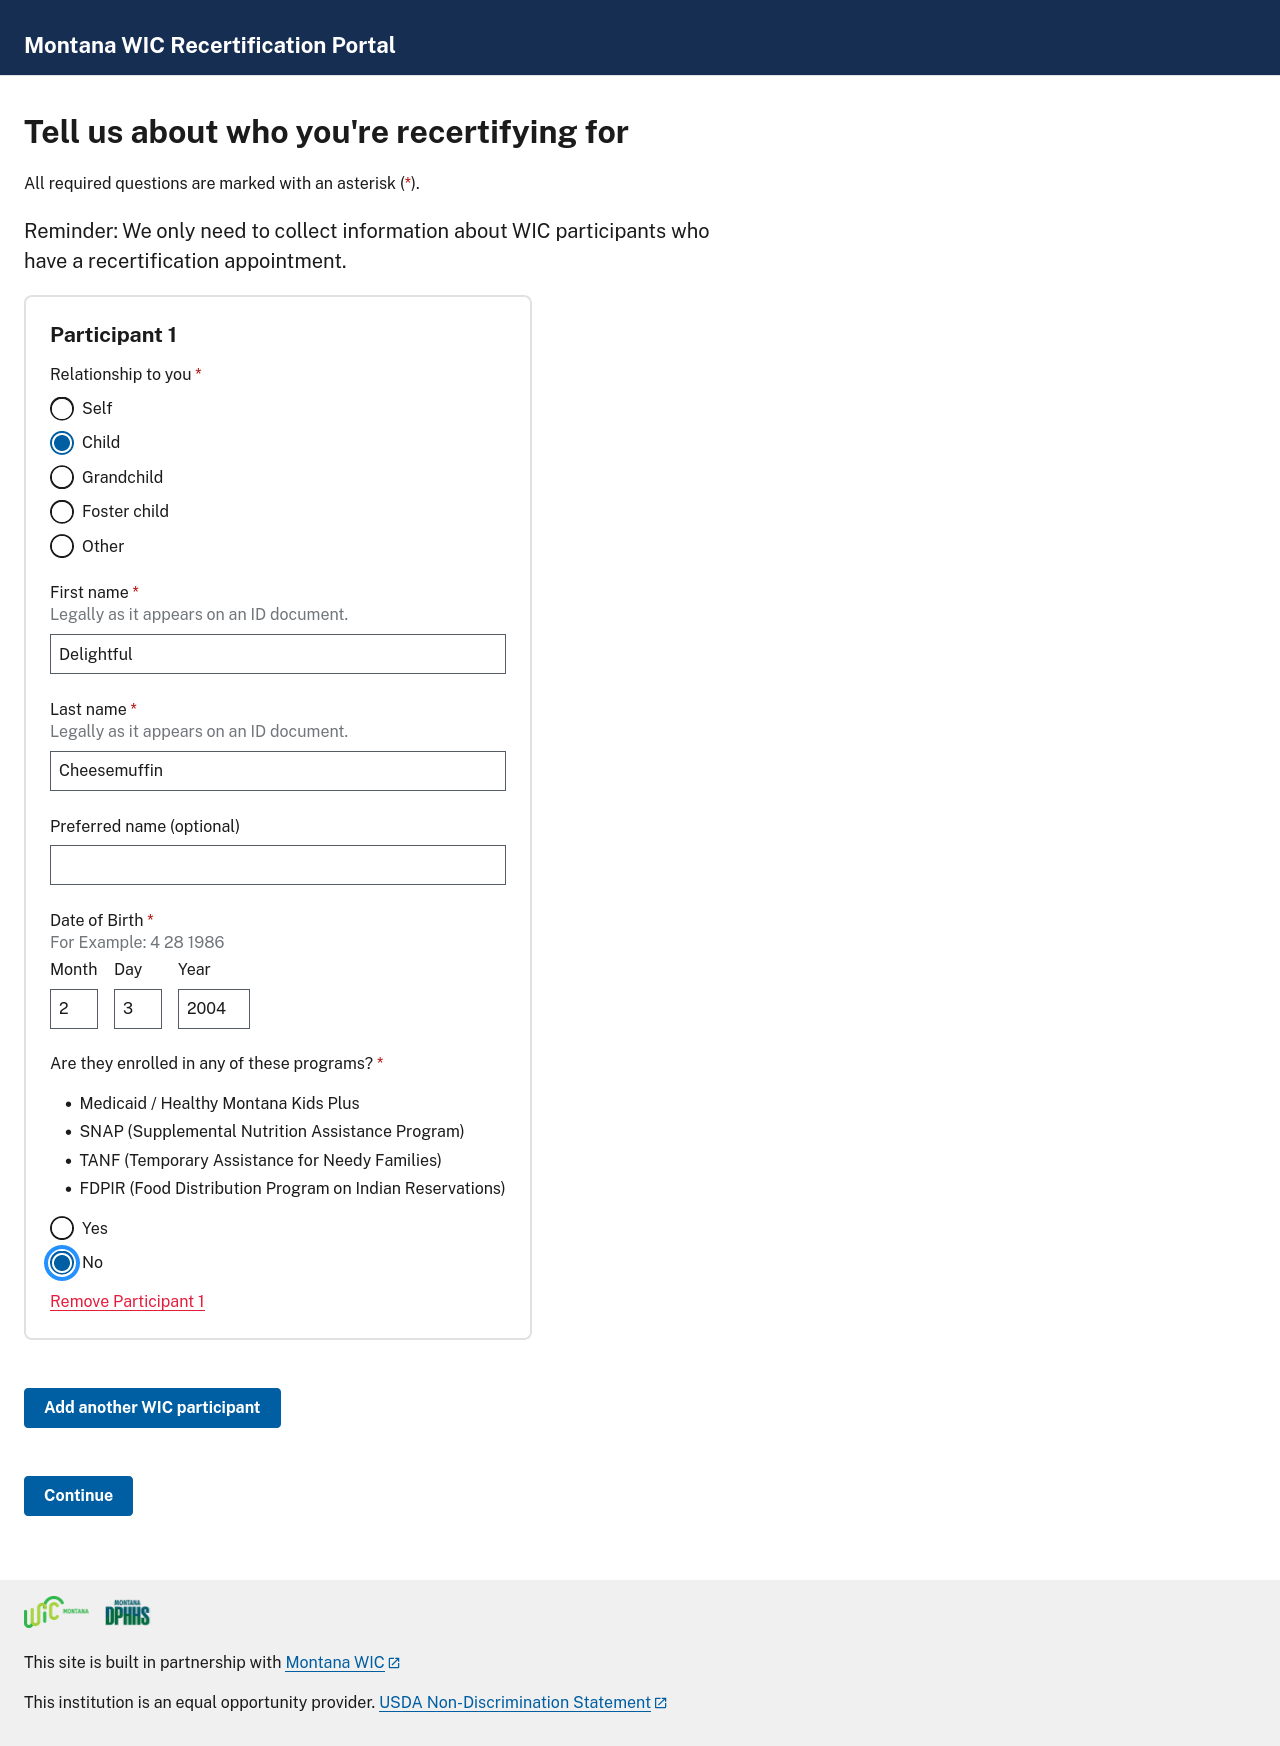 Montana WIC Recertification Portal
Tell us about who you're recertifying for
All required questions are marked with an asterisk (*).
Reminder: We only need to collect information about WIC participants who
have a recertification appointment.
Participant 1
Relationship to you *
Self
Child
Grandchild
Foster child
Other
First name *
Legally as it appears on an ID document.
Delightful
Last name *
Legally as it appears on an ID document.
Cheesemuffin
Preferred name (optional)
Date of Birth *
For Example: 4 28 1986
Month Day Year
2 3 2004
Are they enrolled in any of these programs? *
• Medicaid / Healthy Montana Kids Plus
• SNAP (Supplemental Nutrition Assistance Program)
• TANF (Temporary Assistance for Needy Families)
• FDPIR (Food Distribution Program on Indian Reservations)
Yes
No
Remove Participant 1
Add another WIC participant
Continue
WIC MONTANA
MONTANA
DPHHS
This site is built in partnership with Montana WIC
This institution is an equal opportunity provider. USDA Non-Discrimination Statement